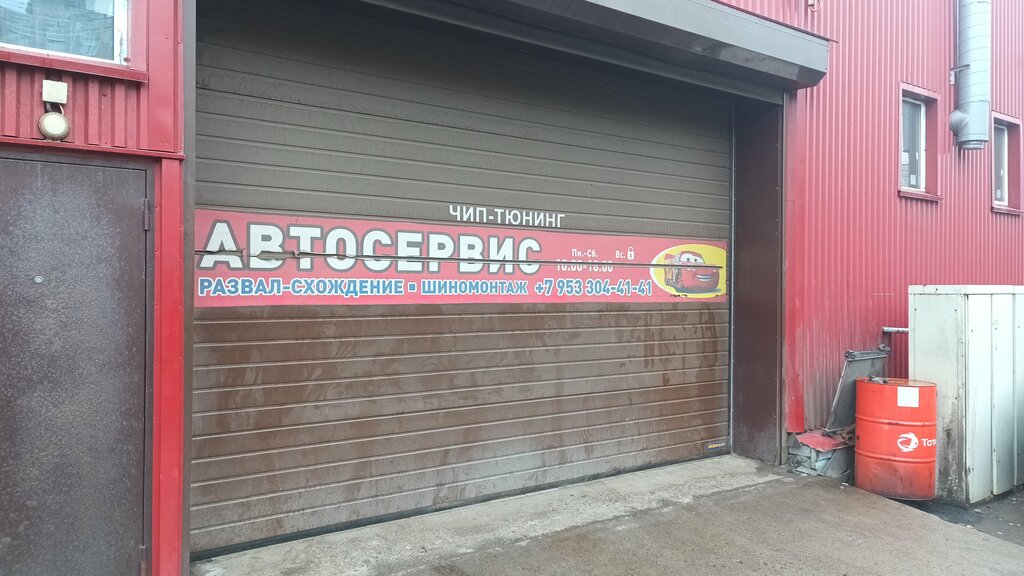 ЧИП-ТЮНИНГ
АВТОСЕРВИС
Пн.-Сб. Вс.
РАЗВАЛ-СХОЖДЕНИЕ ▪ ШИНОМОНТАЖ +7 953 304-41-41